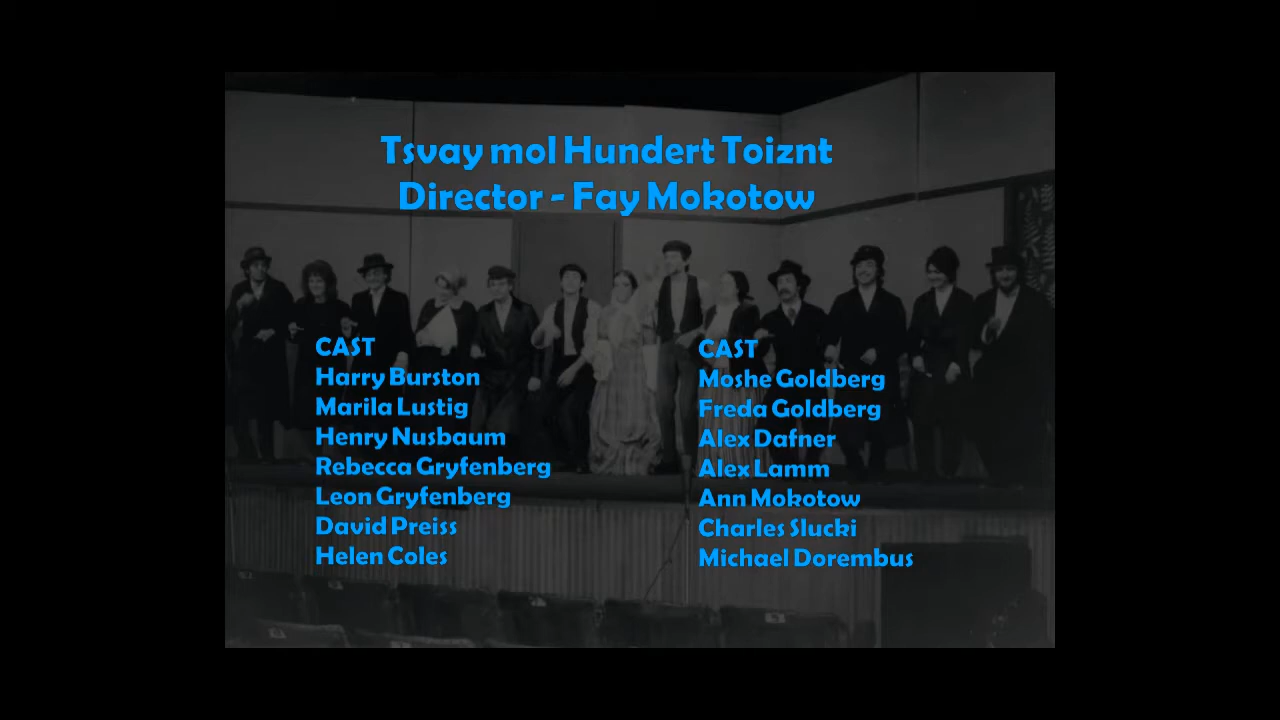 Tsvay mol Hundert Toiznt
Director - Fay Mokotow
CAST
Harry Burston
Marila Lustig
Henry Nusbaum
Rebecca Gryfenberg
Leon Gryfenberg
David Preiss
Helen Coles
CAST
Moshe Goldberg
Freda Goldberg
Alex Dafner
Alex Lamm
Ann Mokotow
Charles Slucki
Michael Dorembus